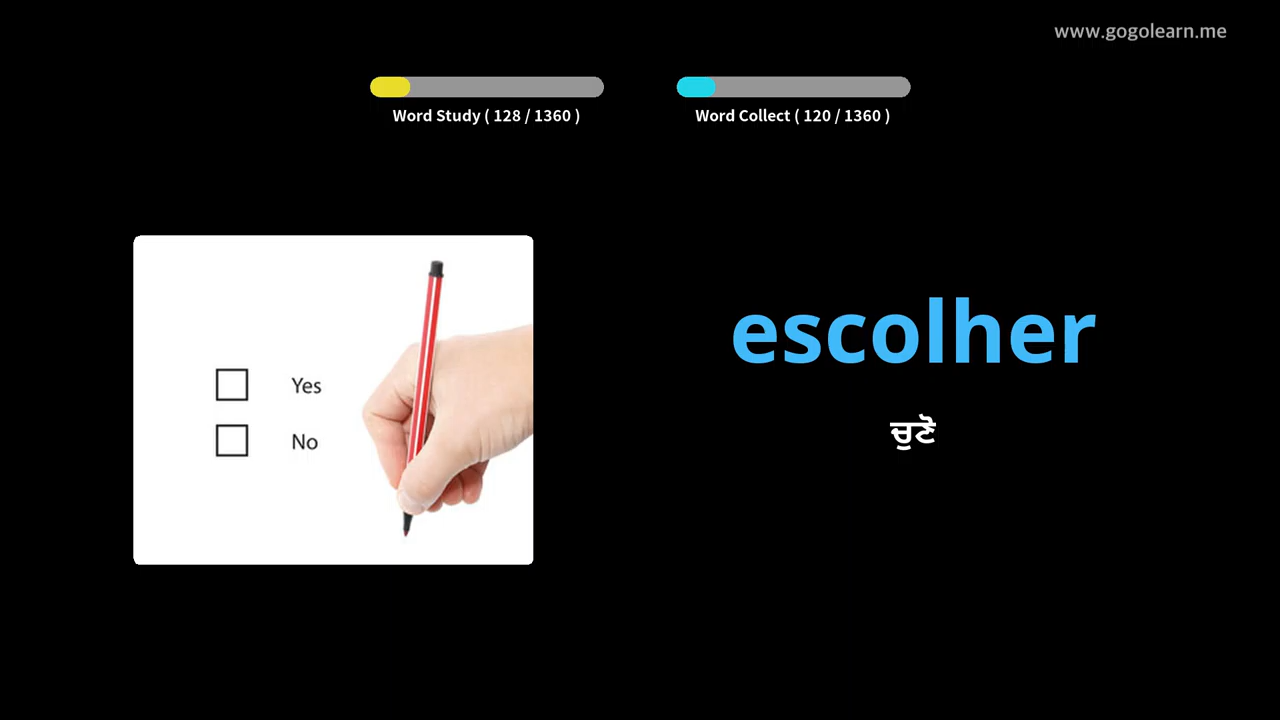 www.gogolearn.me
Word Study ( 128 / 1360 )
Word Collect ( 120 / 1360 )
Yes
No
escolher
ਚੁਣੋ